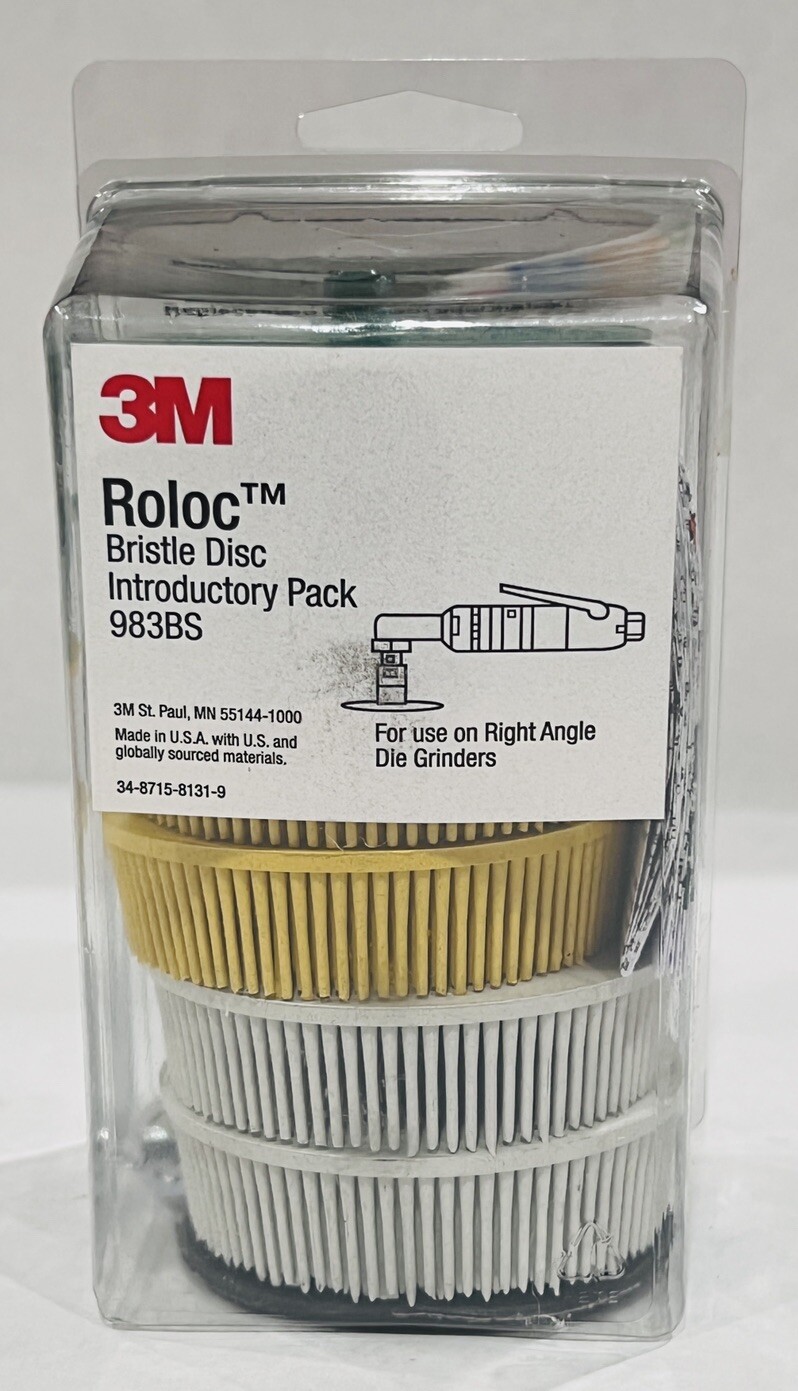 3M
Roloc™
Bristle Disc
Introductory Pack
983BS
3M St. Paul, MN 55144-1000
Made in U.S.A. with U.S. and
globally sourced materials.
34-8715-8131-9
For use on Right Angle
Die Grinders